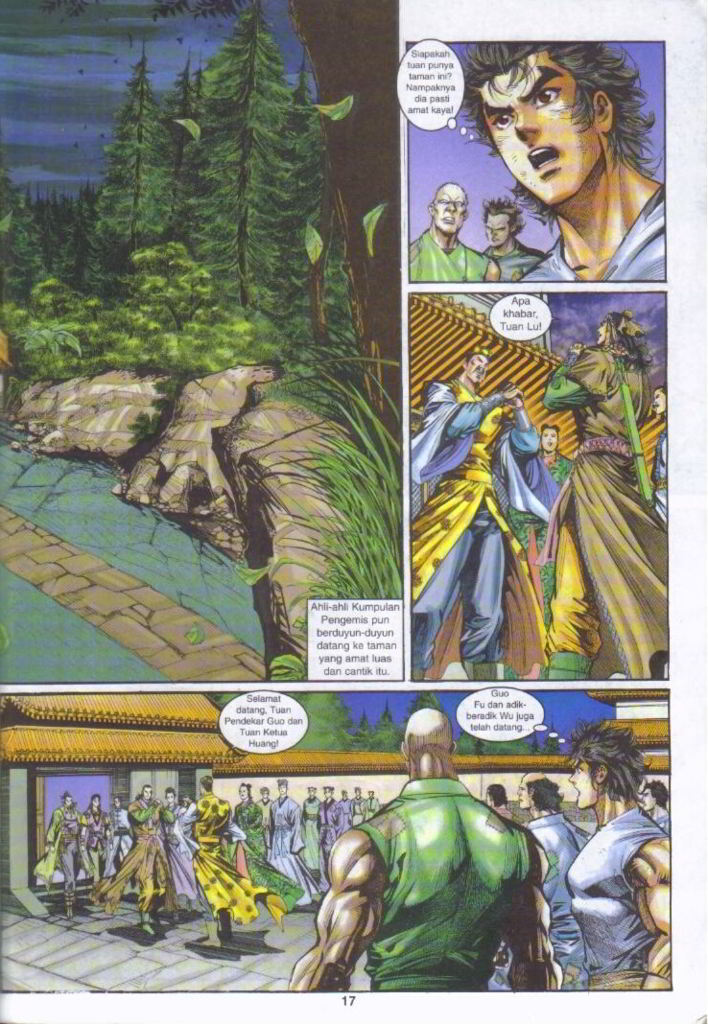 Siapakah
tuan punya
taman ini?
Nampaknya
dia pasti
amat kaya!
Apa
khabar,
Tuan Lu!
Ahli-ahli Kumpulan
Pengemis pun
berduyun-duyun
datang ke taman
yang amat luas
dan cantik itu.
Selamat
datang, Tuan
Pendekar Guo dan
Tuan Ketua
Huang!
Guo
Fu dan adik-
beradik Wu juga
telah datang...
17